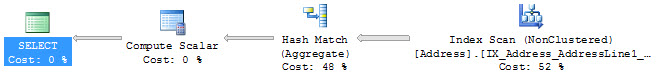 SELECT
Cost: 0 %
Compute Scalar
Cost: 0 %
Hash Match
(Aggregate)
Cost: 48 %
Index Scan (NonClustered)
[Address].[IX_Address_AddressLine1_…
Cost: 52 %